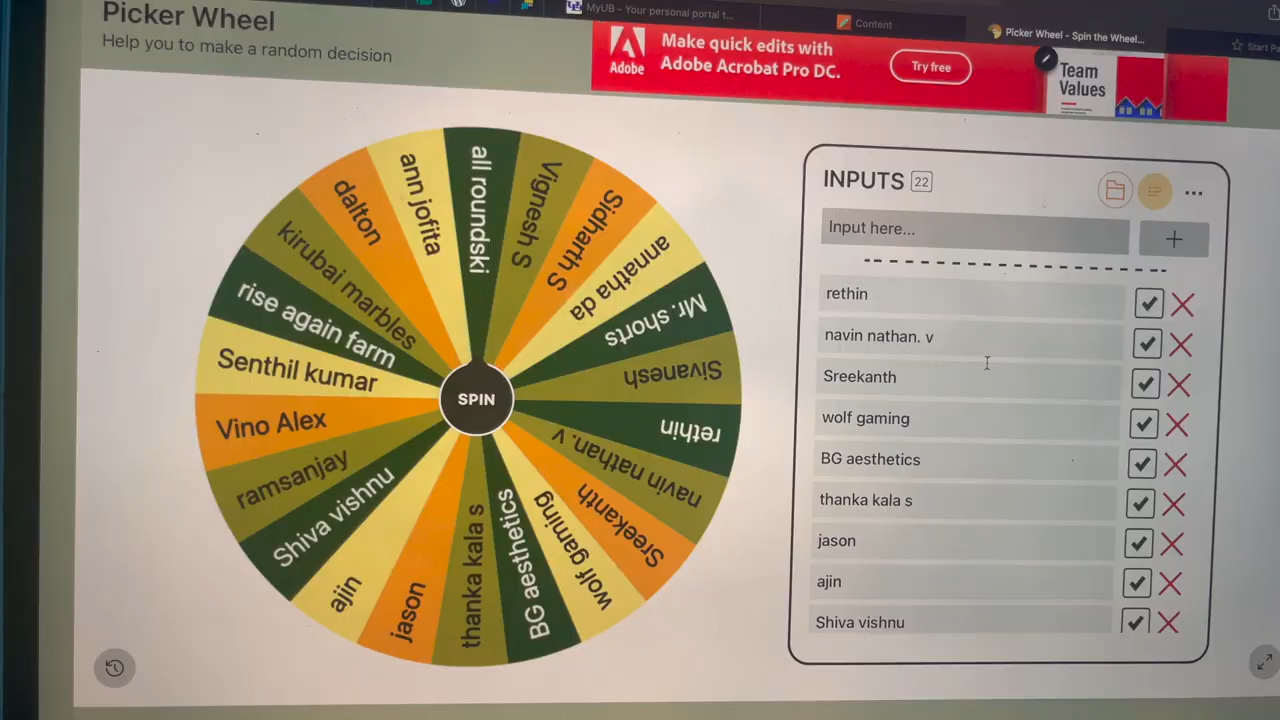 MyUB - Your personal portal t...
Content
Picker Wheel - Spin the Wheel...
Start Pa
Picker Wheel
Help you to make a random decision
Adobe
Make quick edits with
Adobe Acrobat Pro DC.
Try free
Team
Values
all roundski
Vignesh S
Sidharth S
annatha da
Mr. shorts
Sivanesh
rethin
navin nathan. v
Sreekanth
wolf gaming
BG aesthetics
thanka kala s
jason
ajin
Shiva vishnu
ramsanjay
Vino Alex
Senthil kumar
rise again farm
kirubai marbles
dalton
ann jofita
SPIN
INPUTS 22
Input here...
rethin
navin nathan. v
Sreekanth
wolf gaming
BG aesthetics
thanka kala s
jason
ajin
Shiva vishnu